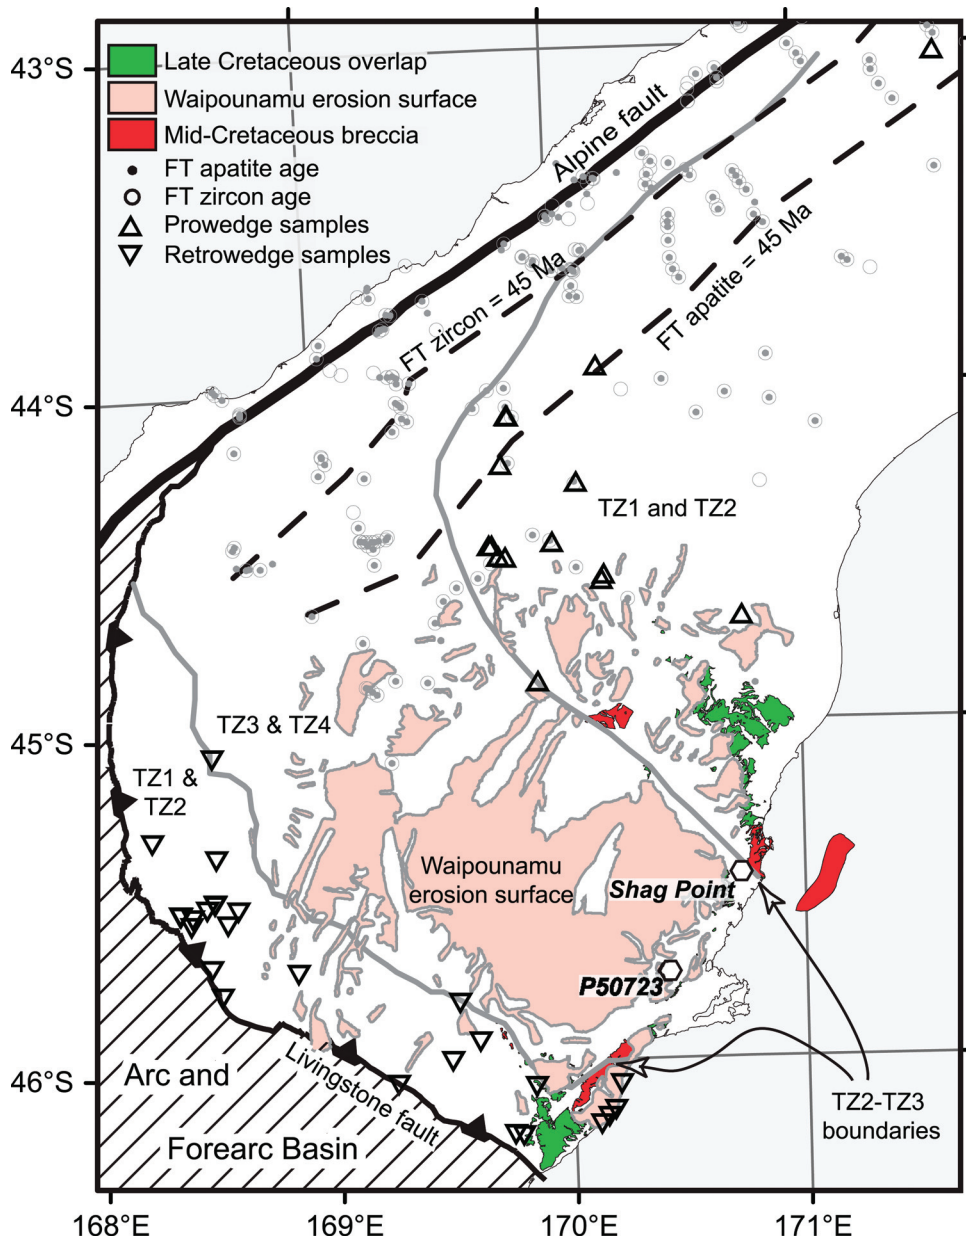 43°S
44°S
45°S
46°S
Late Cretaceous overlap
Waipounamu erosion surface
Mid-Cretaceous breccia
FT apatite age
FT zircon age
Prowedge samples
Retrowedge samples
Alpine fault
FT zircon = 45 Ma
FT apatite = 45 Ma
TZ1 and TZ2
TZ3 & TZ4
TZ1 &
TZ2
Waipounamu
erosion surface
Shag Point
P50723
Livingstone fault
Arc and
Forearc Basin
TZ2-TZ3
boundaries
168°E
169°E
170°E
171°E